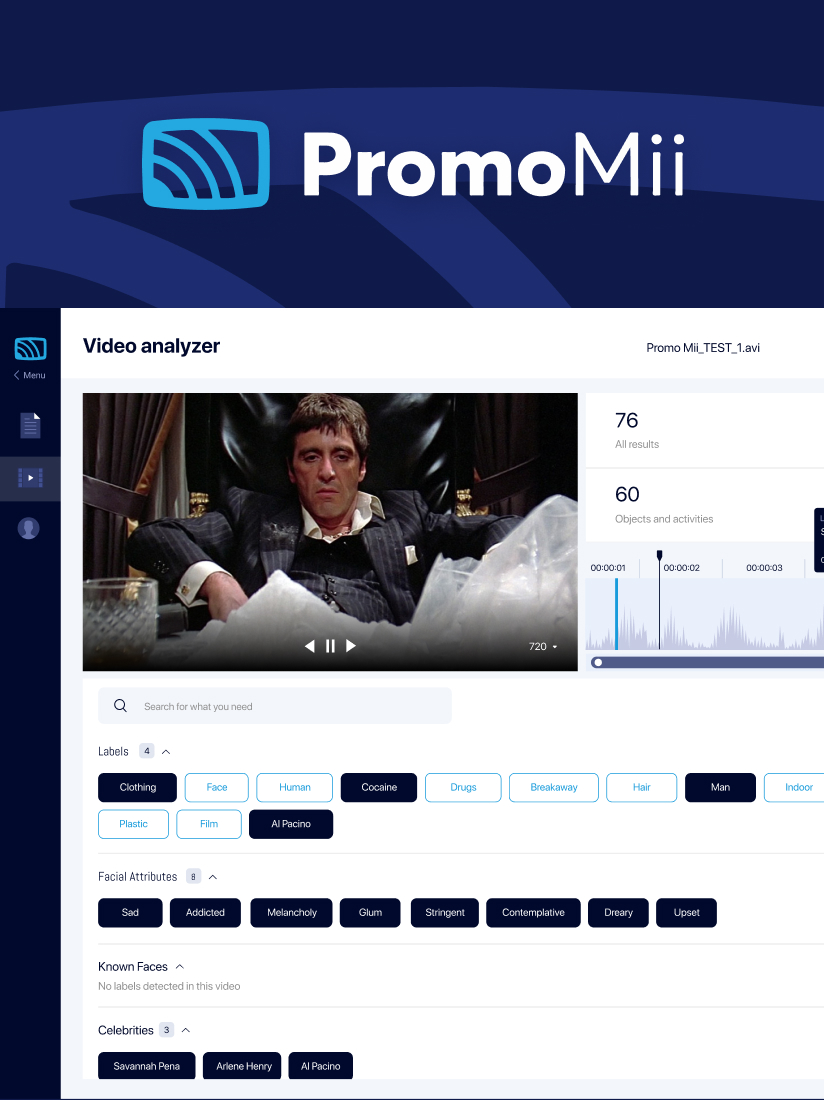 PromoMii
Video analyzer
Promo Mii_TEST_1.avi
Menu
76
All results
60
Objects and activities
00:00:01
00:00:02
00:00:03
720
Search for what you need
Labels 4
Clothing Face Human Cocaine Drugs Breakaway Hair Man Indoor
Plastic Film Al Pacino
Facial Attributes 8
Sad Addicted Melancholy Glum Stringent Contemplative Dreary Upset
Known Faces
No labels detected in this video
Celebrities 3
Savannah Pena Arlene Henry Al Pacino